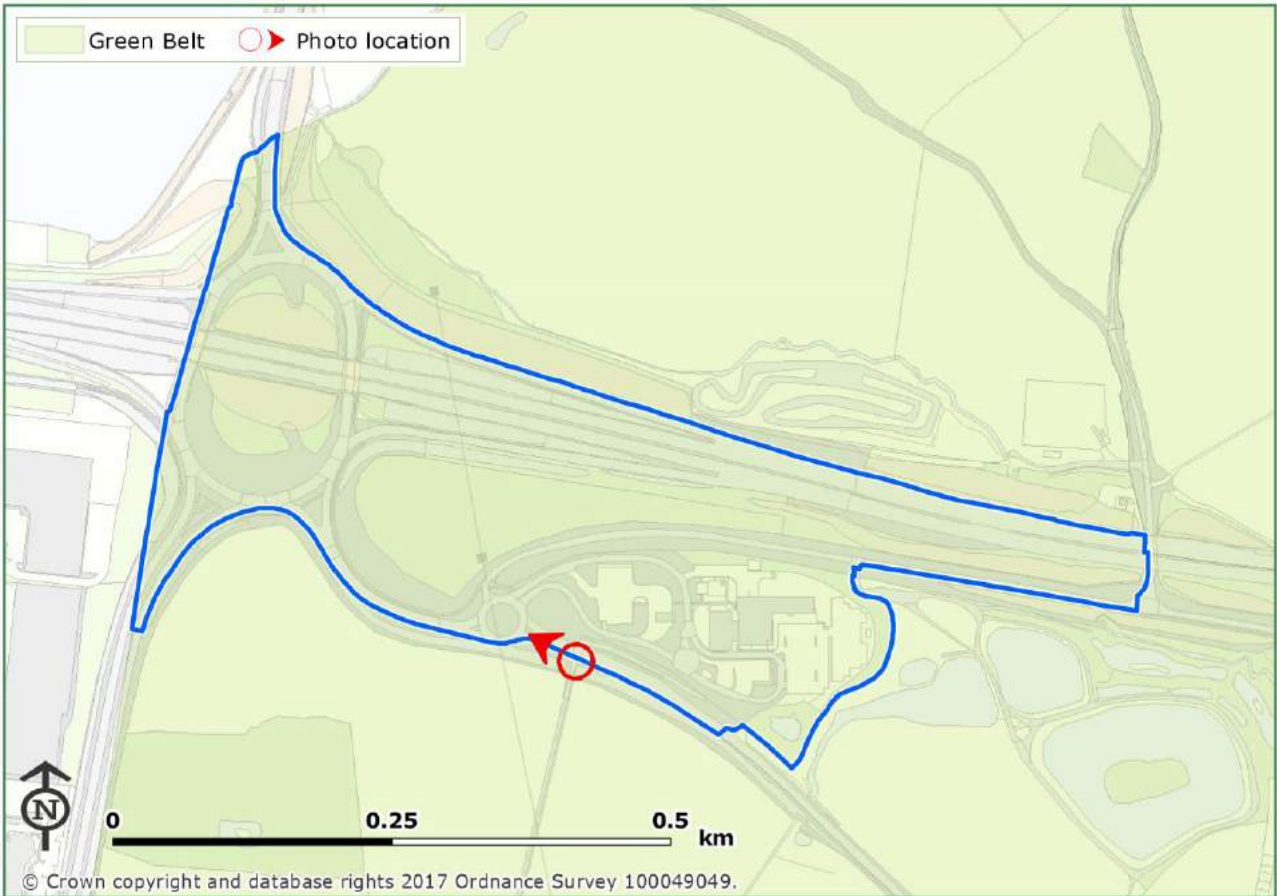 Green Belt Photo location
N
0 0.25 0.5 km
© Crown copyright and database rights 2017 Ordnance Survey 100049049.